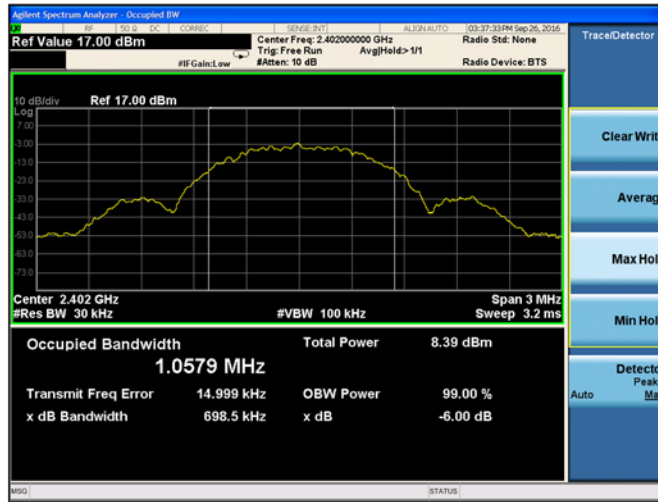 Agilent Spectrum Analyzer - Occupied BW
LXI RF 50 Ω DC CORREC SENSE:INT ALIGN AUTO 03:37:33 PM Sep 26, 2016
Ref Value 17.00 dBm Center Freq: 2.402000000 GHz Radio Std: None Trace/Detector
Trig: Free Run Avg|Hold:> 1/1
#IFGain:Low #Atten: 10 dB Radio Device: BTS
10 dB/div Ref 17.00 dBm
Log
7.00
-3.00
-13.0
-23.0
-33.0
-43.0
-53.0
-63.0
-73.0
Center 2.402 GHz Span 3 MHz
#Res BW 30 kHz #VBW 100 kHz Sweep 3.2 ms
Occupied Bandwidth Total Power 8.39 dBm
1.0579 MHz
Transmit Freq Error 14.999 kHz OBW Power 99.00 %
x dB Bandwidth 698.5 kHz x dB -6.00 dB
Clear Writ
Averag
Max Hol
Min Hol
Detecto
Peak
Auto Ma
MSG STATUS